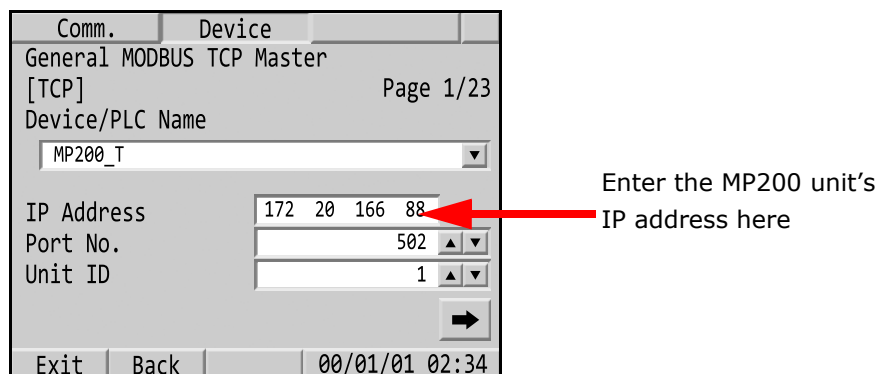 Comm. Device
General MODBUS TCP Master
[TCP] Page 1/23
Device/PLC Name
MP200_T
IP Address 172 20 166 88
Port No. 502
Unit ID 1
Exit Back 00/01/01 02:34
Enter the MP200 unit’s
IP address here